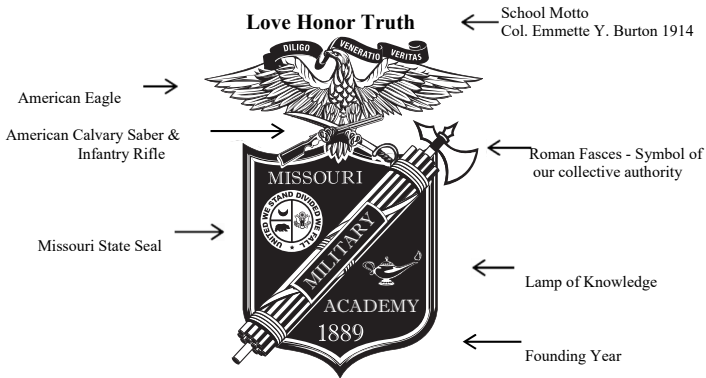 Love Honor Truth
School Motto
Col. Emmette Y. Burton 1914
DILIGO VENERATIO VERITAS
American Eagle
American Calvary Saber &
Infantry Rifle
Roman Fasces - Symbol of
our collective authority
MISSOURI
UNITED WE STAND DIVIDED WE FALL
MILITARY
Missouri State Seal
Lamp of Knowledge
ACADEMY
1889
Founding Year